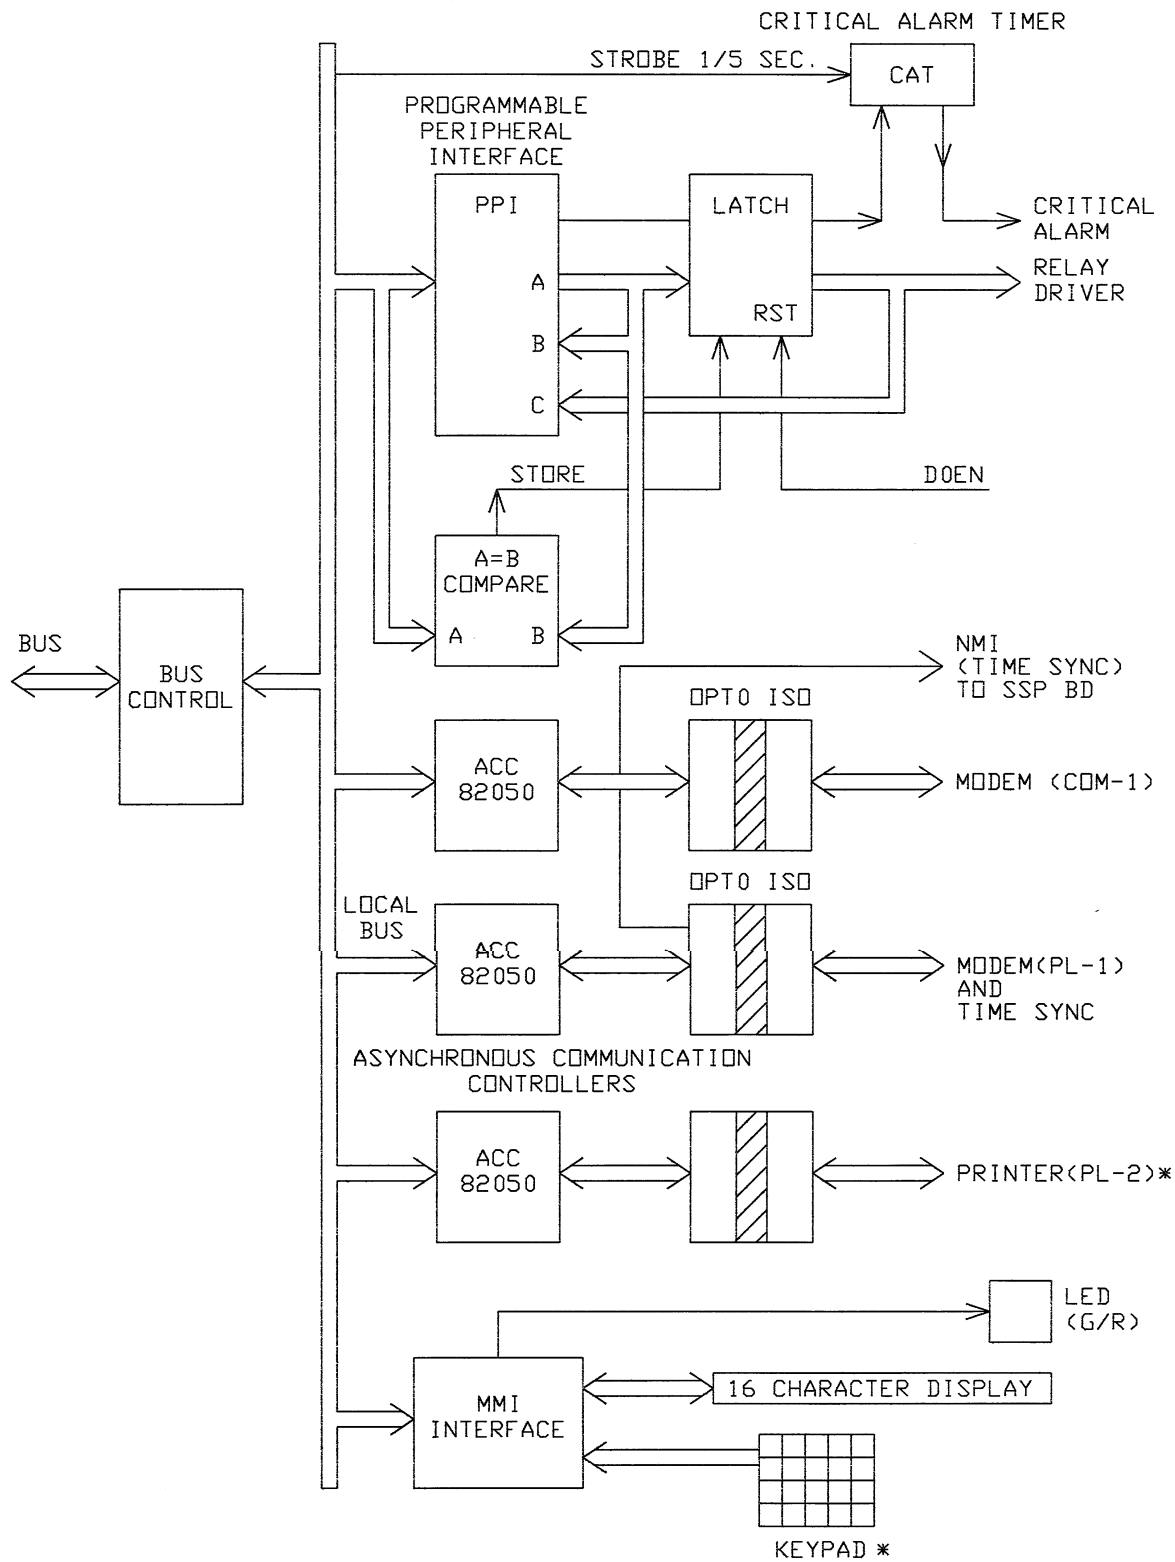 CRITICAL ALARM TIMER
STROBE 1/5 SEC.
CAT
PROGRAMMABLE
PERIPHERAL
INTERFACE
PPI
LATCH
CRITICAL
ALARM
A
RELAY
DRIVER
RST
B
C
STORE
DOEN
A=B
COMPARE
A
B
BUS
BUS
CONTROL
NMI
(TIME SYNC)
TO SSP BD
OPTO ISO
ACC
82050
MODEM (COM-1)
OPTO ISO
LOCAL
BUS
ACC
82050
MODEM(PL-1)
AND
TIME SYNC
ASYNCHRONOUS COMMUNICATION
CONTROLLERS
ACC
82050
PRINTER(PL-2)*
LED
(G/R)
MMI
INTERFACE
16 CHARACTER DISPLAY
KEYPAD *